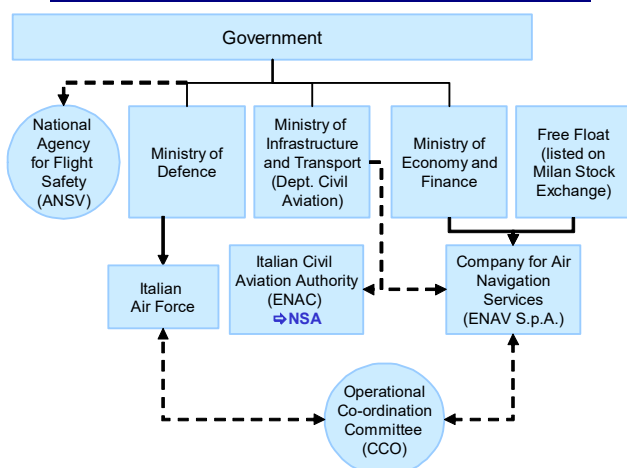 Government
National
Agency
for Flight
Safety
(ANSV)
Ministry of
Defence
Ministry of
Infrastructure
and Transport
(Dept. Civil
Aviation)
Ministry of
Economy and
Finance
Free Float
(listed on
Milan Stock
Exchange)
Italian
Air Force
Italian Civil
Aviation Authority
(ENAC)
⇨NSA
Company for Air
Navigation
Services
(ENAV S.p.A.)
Operational
Co-ordination
Committee
(CCO)